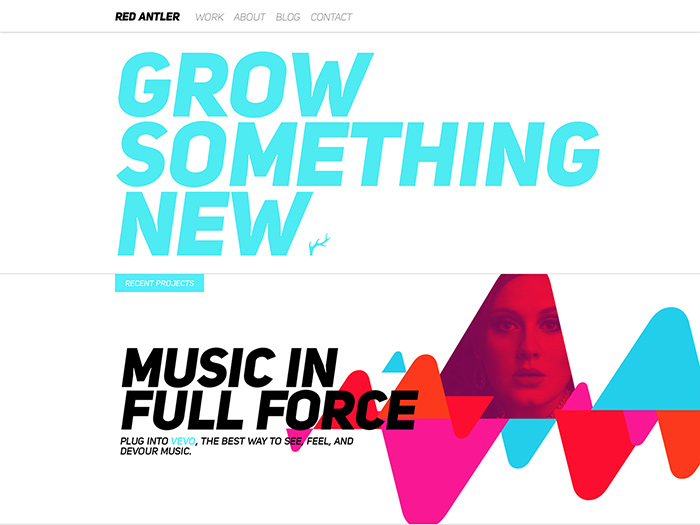 RED ANTLER WORK ABOUT BLOG CONTACT
GROW
SOMETHING
NEW
RECENT PROJECTS
MUSIC IN
FULL FORCE
PLUG INTO VEVO, THE BEST WAY TO SEE, FEEL, AND
DEVOUR MUSIC.